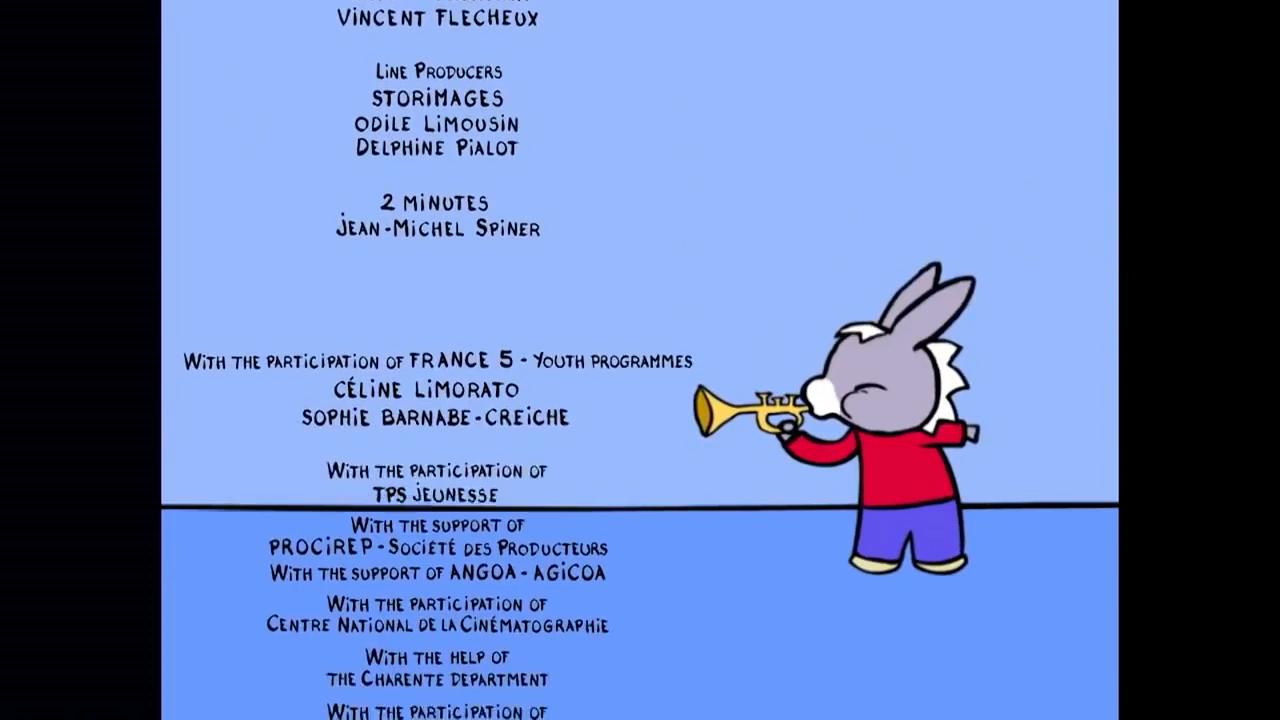 VINCENT FLECHEUX
LINE PRODUCERS
STORIMAGES
ODILE LIMOUSIN
DELPHINE PIALOT
2 MINUTES
JEAN-MICHEL SPINER
WITH THE PARTICIPATION OF FRANCE 5 - YOUTH PROGRAMMES
CÉLINE LIMORATO
SOPHIE BARNABE-CREICHE
WITH THE PARTICIPATION OF
TPS JEUNESSE
WITH THE SUPPORT OF
PROCIREP - SOCIÉTÉ DES PRODUCTEURS
WITH THE SUPPORT OF ANGOA - AGICOA
WITH THE PARTICIPATION OF
CENTRE NATIONAL DE LA CINÉMATOGRAPHIE
WITH THE HELP OF
THE CHARENTE DEPARTMENT
WITH THE PARTICIPATION OF